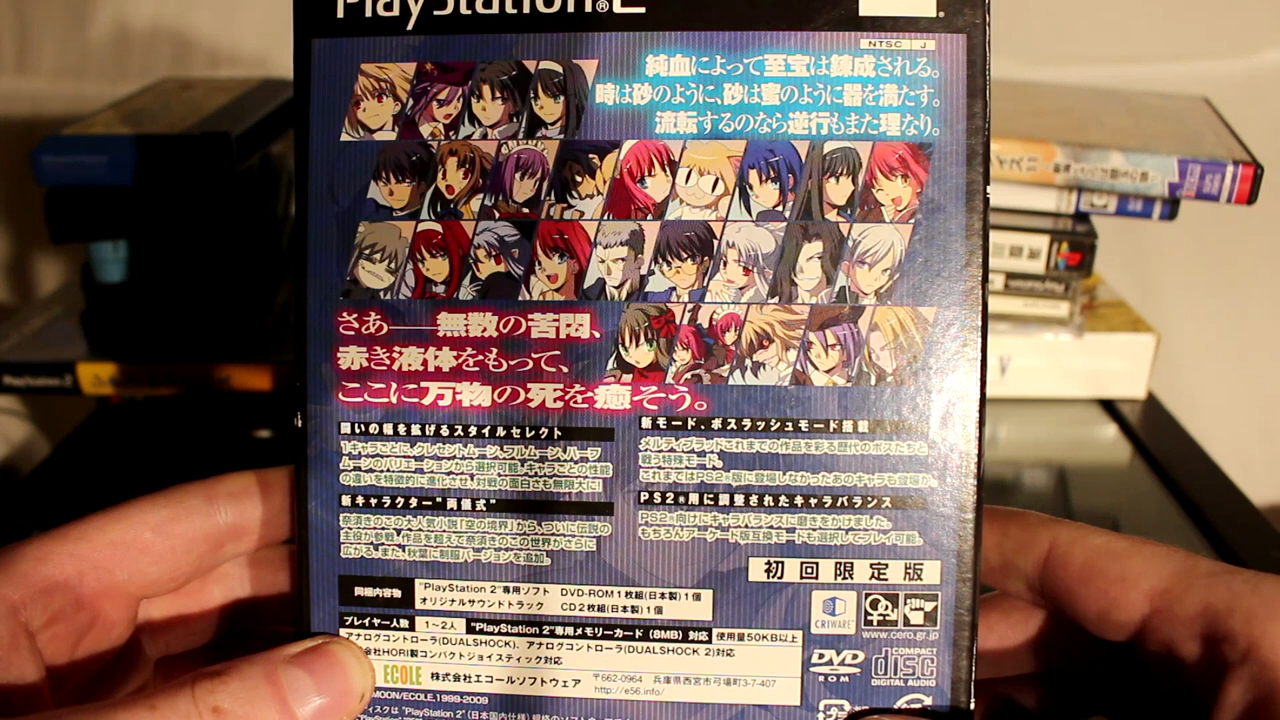 PlayStation®2
NTSC J
純血によって至宝は錬成される。
時は砂のように、砂は蜜のように器を満たす。
流転するのなら逆行もまた理なり。
さあ──無数の苦悶、
赤き液体をもって、
ここに万物の死を癒そう。
闘いの幅を拡げるスタイルセレクト
1キャラごとに、クレセントムーン、フルムーン、ハーフ
ムーンのバリエーションから選択可能。キャラごとの性能
の違いを特徴的に進化させ、対戦の面白さも無限大に!
新キャラクター"両儀式"
奈須きのこの大人気小説「空の境界」から、ついに伝説の
主役が参戦。作品を超えて奈須きのこの世界がさらに
広がる。また、秋葉に制服バージョンを追加。
新モード、ボスラッシュモード搭載
メルティブラッドこれまでの作品を彩る歴代のボスたちと
戦う特殊モード。
これまではPS2®版に登場しなかったあのキャラも登場か。
PS2®用に調整されたキャラバランス
PS2®向けにキャラバランスに磨きをかけました。
もちろんアーケード版互換モードも選択してプレイ可能。
初回限定版
同梱内容物
"PlayStation 2"専用ソフト DVD-ROM1枚組(日本製)1個
オリジナルサウンドトラック CD2枚組(日本製)1個
プレイヤー人数 1~2人 "PlayStation 2"専用メモリーカード(8MB)対応 使用量50KB以上
アナログコントローラ(DUALSHOCK)、アナログコントローラ(DUALSHOCK 2)対応
会社HORI製コンパクトジョイスティック対応
ECOLE 株式会社エコールソフトウェア 〒662-0964 兵庫県西宮市弓場町3-7-407
http://e56.info/
CRIWARE
www.cero.jp
DVD ROM
COMPACT disc DIGITAL AUDIO
MOON/ECOLE,1999-2009
ディスクは"PlayStation 2"(日本国内仕様)
PlayStation 2